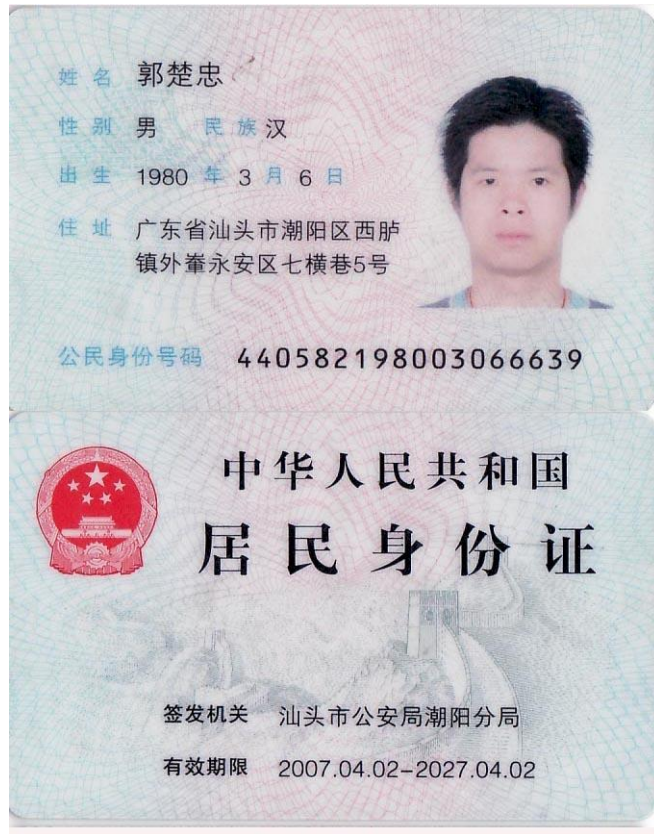 姓名 郭楚忠
性别 男 民族 汉
出生 1980 年 3 月 6 日
住址 广东省汕头市潮阳区西胪
镇外輋永安区七横巷5号
公民身份号码 440582198003066639
中华人民共和国
居民身份证
签发机关 汕头市公安局潮阳分局
有效期限 2007.04.02-2027.04.02